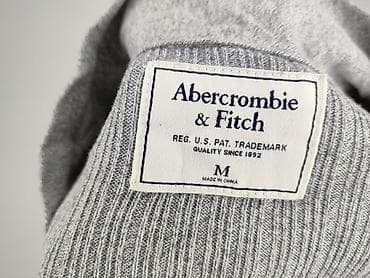 Abercrombie
& Fitch
REG. U.S. PAT. TRADEMARK
QUALITY SINCE 1892
M
MADE IN CHINA